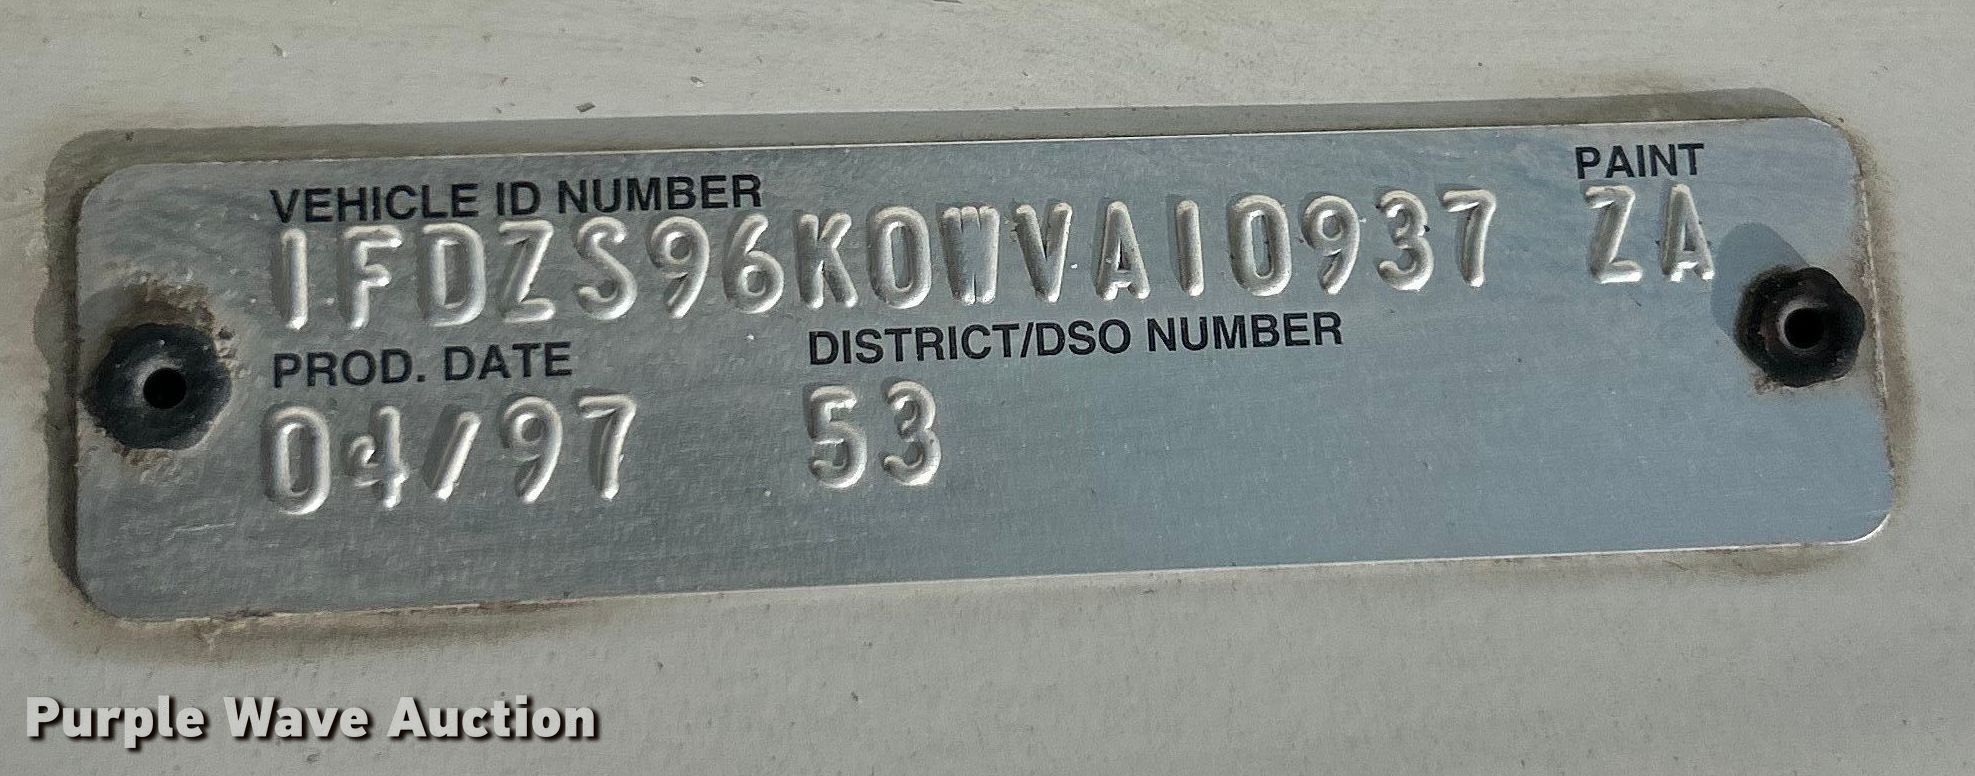 VEHICLE ID NUMBER PAINT
1FDZS96K0WVA10937 ZA
PROD. DATE DISTRICT/DSO NUMBER
04/97 53
Purple Wave Auction